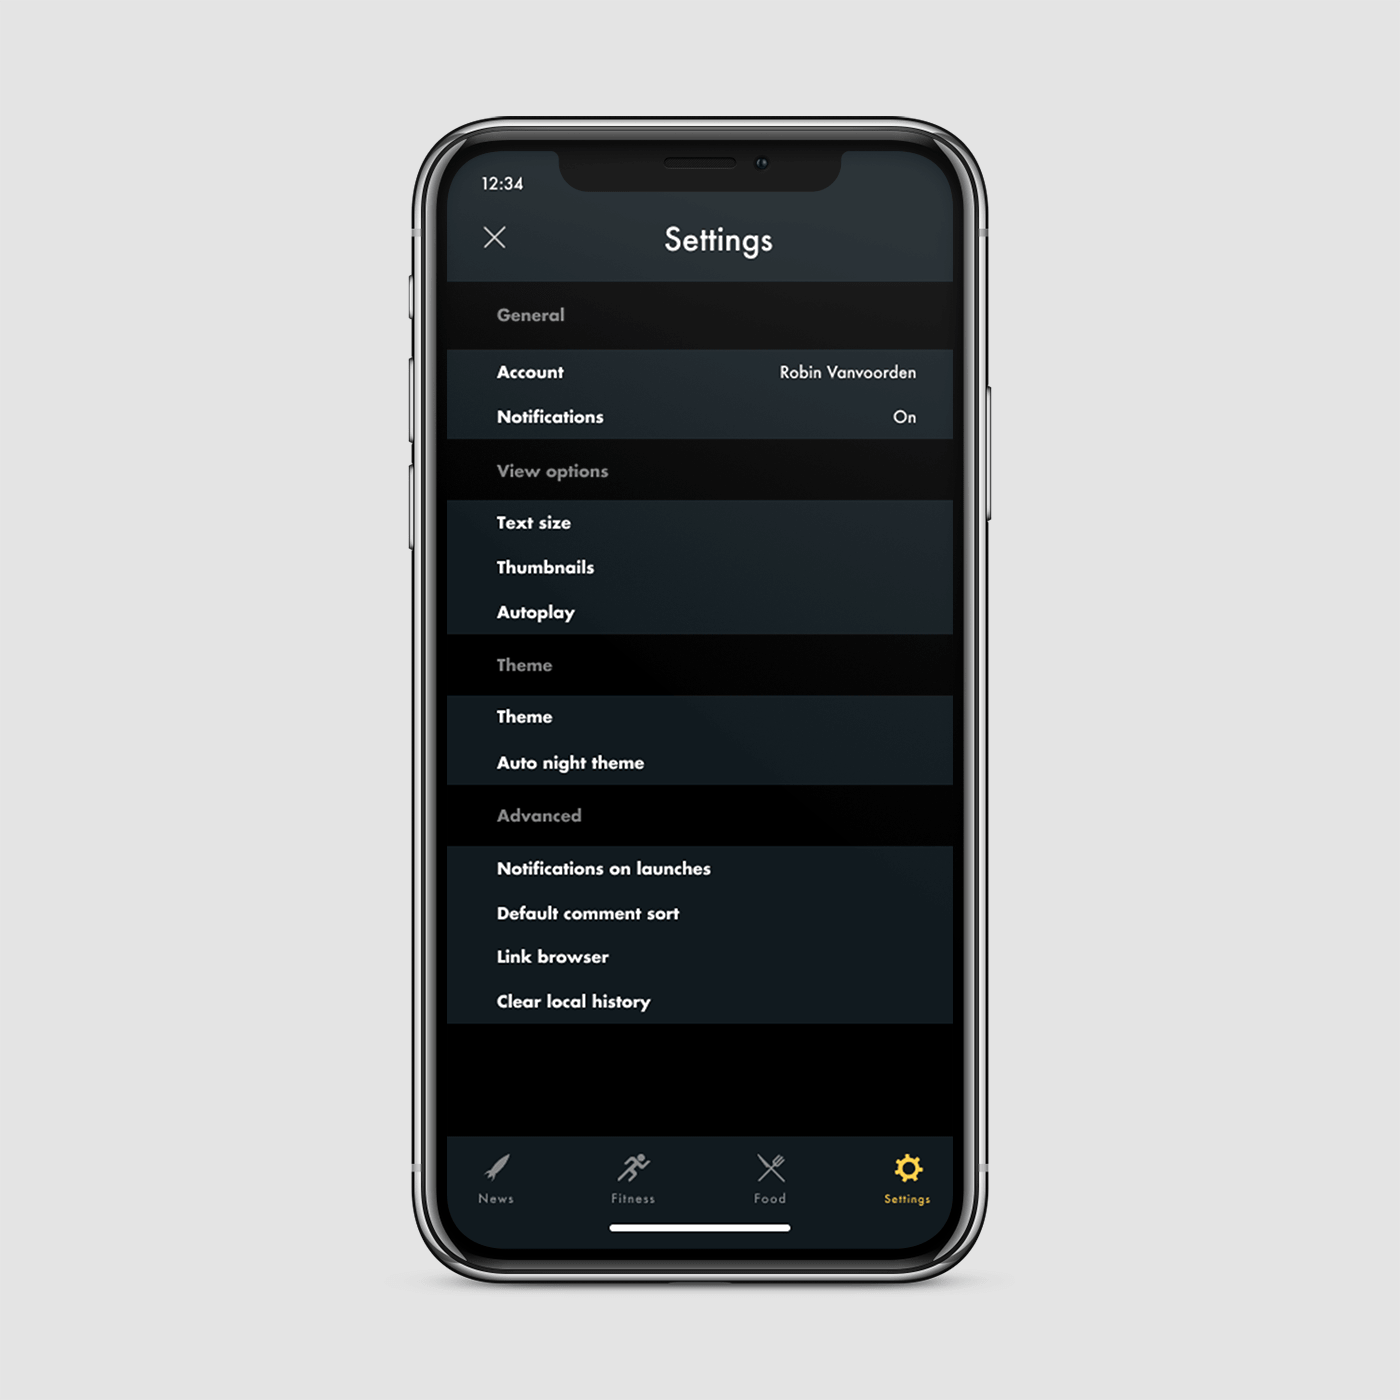 12:34
Settings
General
Account Robin Vanvoorden
Notifications On
View options
Text size
Thumbnails
Autoplay
Theme
Theme
Auto night theme
Advanced
Notifications on launches
Default comment sort
Link browser
Clear local history
News Fitness Food Settings